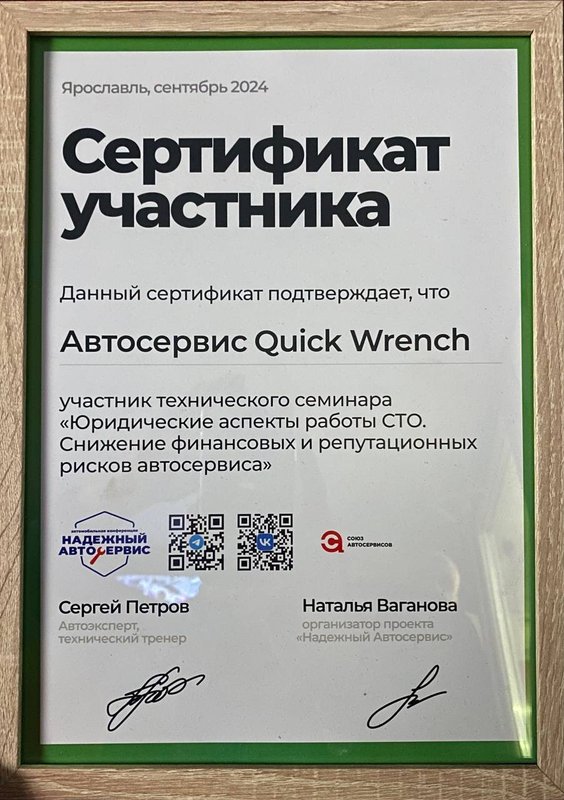 Ярославль, сентябрь 2024
Сертификат
участника
Данный сертификат подтверждает, что
Автосервис Quick Wrench
участник технического семинара
«Юридические аспекты работы СТО.
Снижение финансовых и репутационных
рисков автосервиса»
автомобильная конференция
НАДЕЖНЫЙ
АВТОСЕРВИС
СОЮЗ
АВТОСЕРВИСОВ
Сергей Петров
Автоэксперт,
технический тренер
Наталья Ваганова
организатор проекта
«Надежный Автосервис»